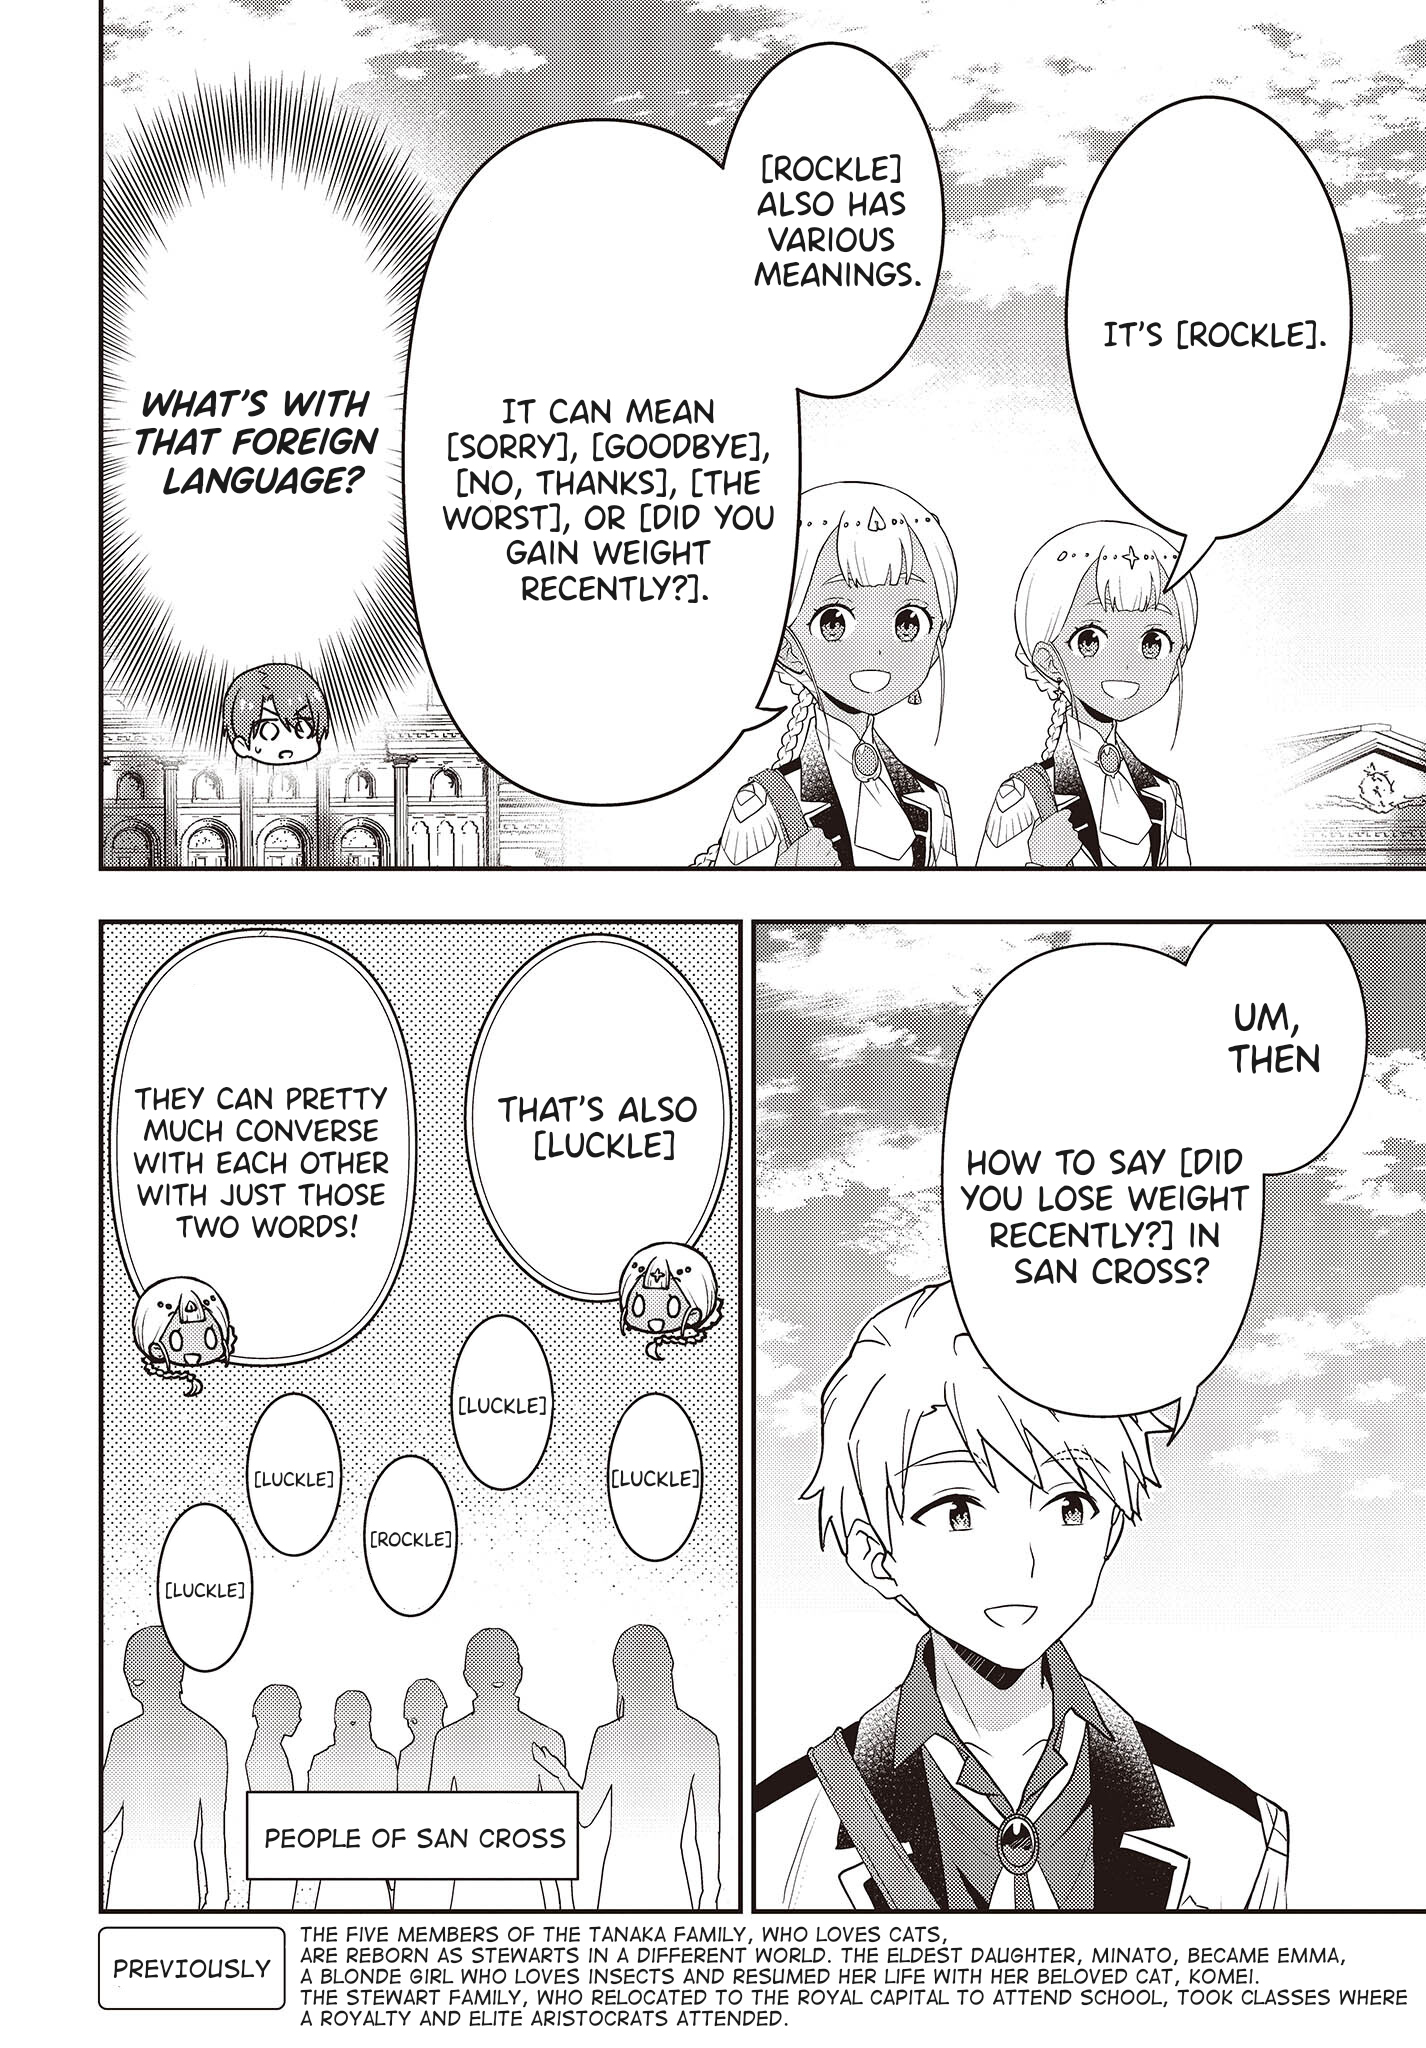 IT'S [ROCKLE].
[ROCKLE]
ALSO HAS
VARIOUS
MEANINGS.
IT CAN MEAN
[SORRY], [GOODBYE],
[NO, THANKS], [THE
WORST], OR [DID YOU
GAIN WEIGHT
RECENTLY?].
WHAT'S WITH
THAT FOREIGN
LANGUAGE?
UM,
THEN
HOW TO SAY [DID
YOU LOSE WEIGHT
RECENTLY?] IN
SAN CROSS?
THAT'S ALSO
[LUCKLE]
THEY CAN PRETTY
MUCH CONVERSE
WITH EACH OTHER
WITH JUST THOSE
TWO WORDS!
[LUCKLE]
[LUCKLE]
[LUCKLE]
[ROCKLE]
[LUCKLE]
PEOPLE OF SAN CROSS
PREVIOUSLY
THE FIVE MEMBERS OF THE TANAKA FAMILY, WHO LOVES CATS,
ARE REBORN AS STEWARTS IN A DIFFERENT WORLD. THE ELDEST DAUGHTER, MINATO, BECAME EMMA,
A BLONDE GIRL WHO LOVES INSECTS AND RESUMED HER LIFE WITH HER BELOVED CAT, KOMEI.
THE STEWART FAMILY, WHO RELOCATED TO THE ROYAL CAPITAL TO ATTEND SCHOOL, TOOK CLASSES WHERE
A ROYALTY AND ELITE ARISTOCRATS ATTENDED.